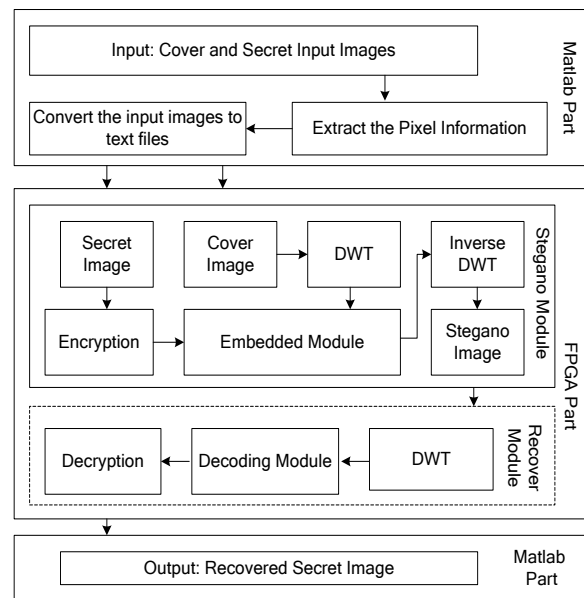 Input: Cover and Secret Input Images
Convert the input images to
text files
Extract the Pixel Information
Matlab Part
Secret
Image
Cover
Image
DWT
Inverse
DWT
Encryption
Embedded Module
Stegano
Image
Stegano Module
FPGA Part
Decryption
Decoding Module
DWT
Recover
Module
Output: Recovered Secret Image
Matlab
Part